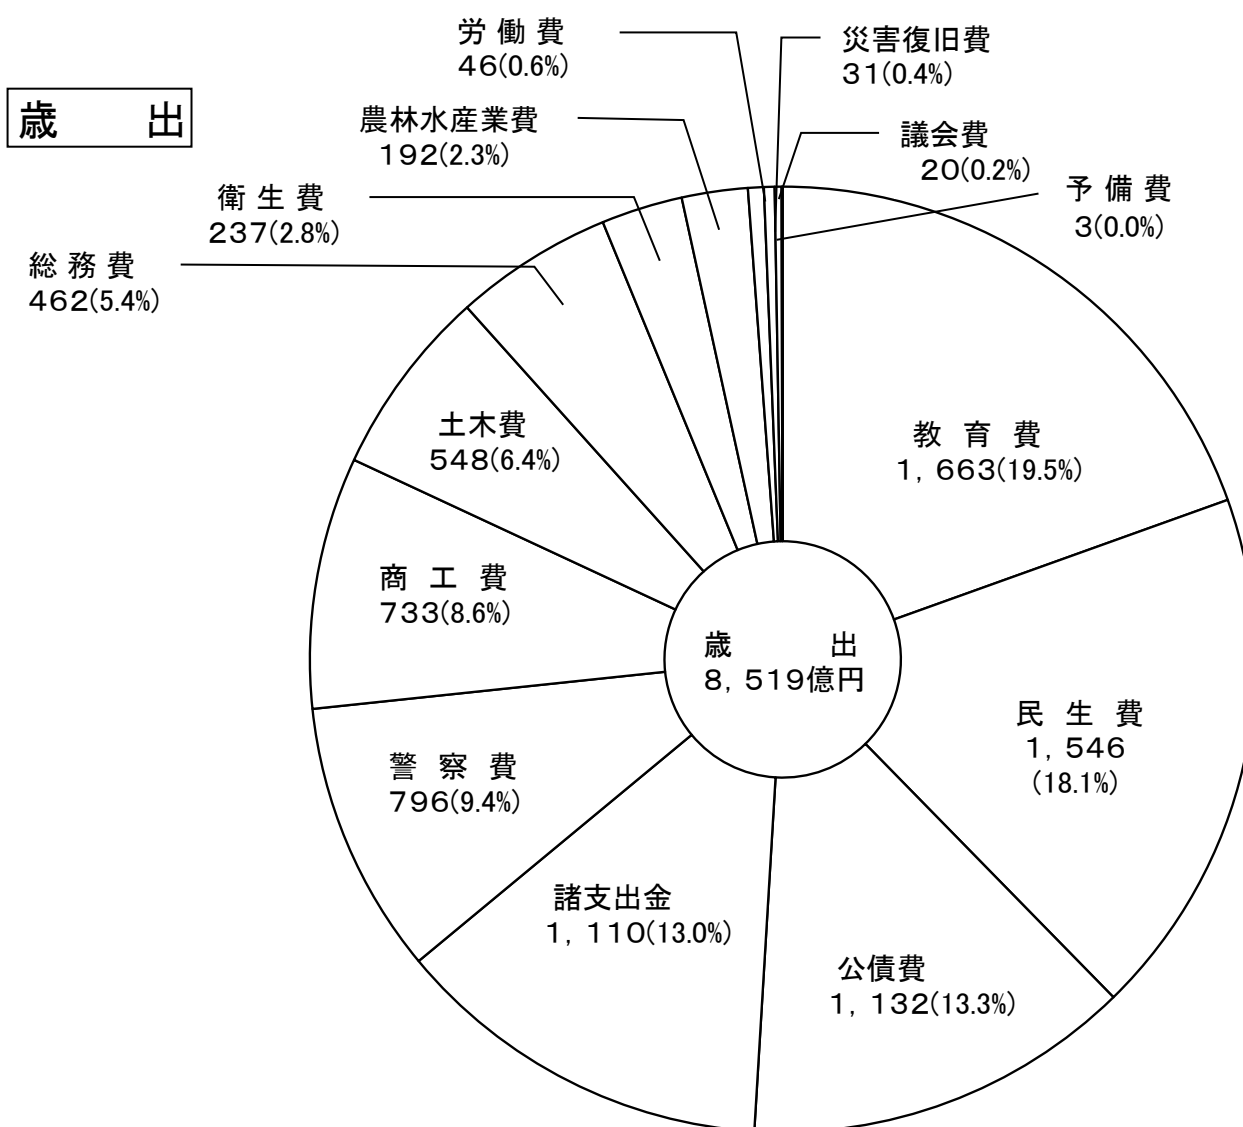 歳 出
労 働 費
46(0.6%)
災害復旧費
31(0.4%)
農林水産業費
192(2.3%)
議会費
20(0.2%)
衛 生 費
237(2.8%)
予 備 費
3(0.0%)
総 務 費
462(5.4%)
土木費
548(6.4%)
教 育 費
1,663(19.5%)
商 工 費
733(8.6%)
歳 出
8,519億円
民 生 費
1,546
(18.1%)
警 察 費
796(9.4%)
諸支出金
1,110(13.0%)
公債費
1,132(13.3%)